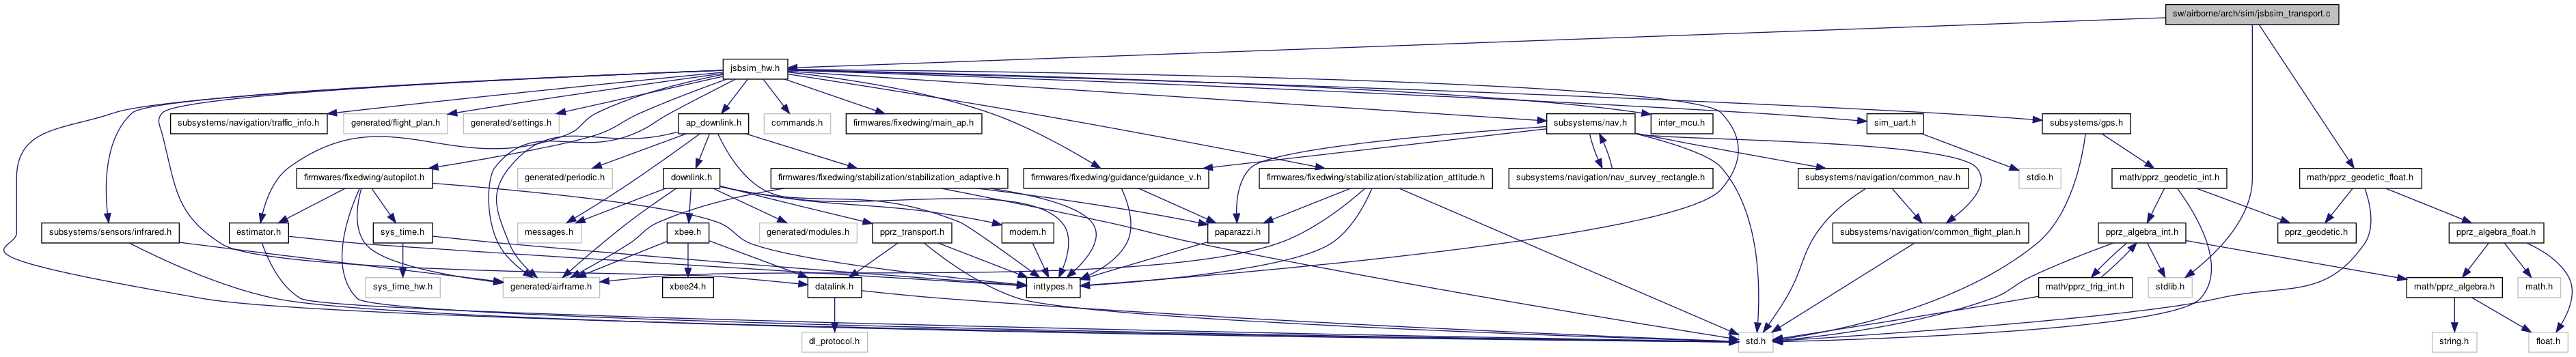 sw/airborne/arch/sim/jsbsim_transport.c
jsbsim_hw.h
subsystems/navigation/traffic_info.h
generated/flight_plan.h
generated/settings.h
ap_downlink.h
commands.h
firmwares/fixedwing/main_ap.h
subsystems/nav.h
inter_mcu.h
sim_uart.h
subsystems/gps.h
firmwares/fixedwing/autopilot.h
generated/periodic.h
downlink.h
firmwares/fixedwing/stabilization/stabilization_adaptive.h
firmwares/fixedwing/guidance/guidance_v.h
firmwares/fixedwing/stabilization/stabilization_attitude.h
subsystems/navigation/nav_survey_rectangle.h
subsystems/navigation/common_nav.h
stdio.h
math/pprz_geodetic_int.h
math/pprz_geodetic_float.h
subsystems/sensors/infrared.h
estimator.h
sys_time.h
messages.h
xbee.h
generated/modules.h
pprz_transport.h
modem.h
paparazzi.h
subsystems/navigation/common_flight_plan.h
pprz_algebra_int.h
pprz_geodetic.h
pprz_algebra_float.h
sys_time_hw.h
generated/airframe.h
xbee24.h
datalink.h
inttypes.h
math/pprz_trig_int.h
stdlib.h
math/pprz_algebra.h
math.h
dl_protocol.h
std.h
string.h
float.h